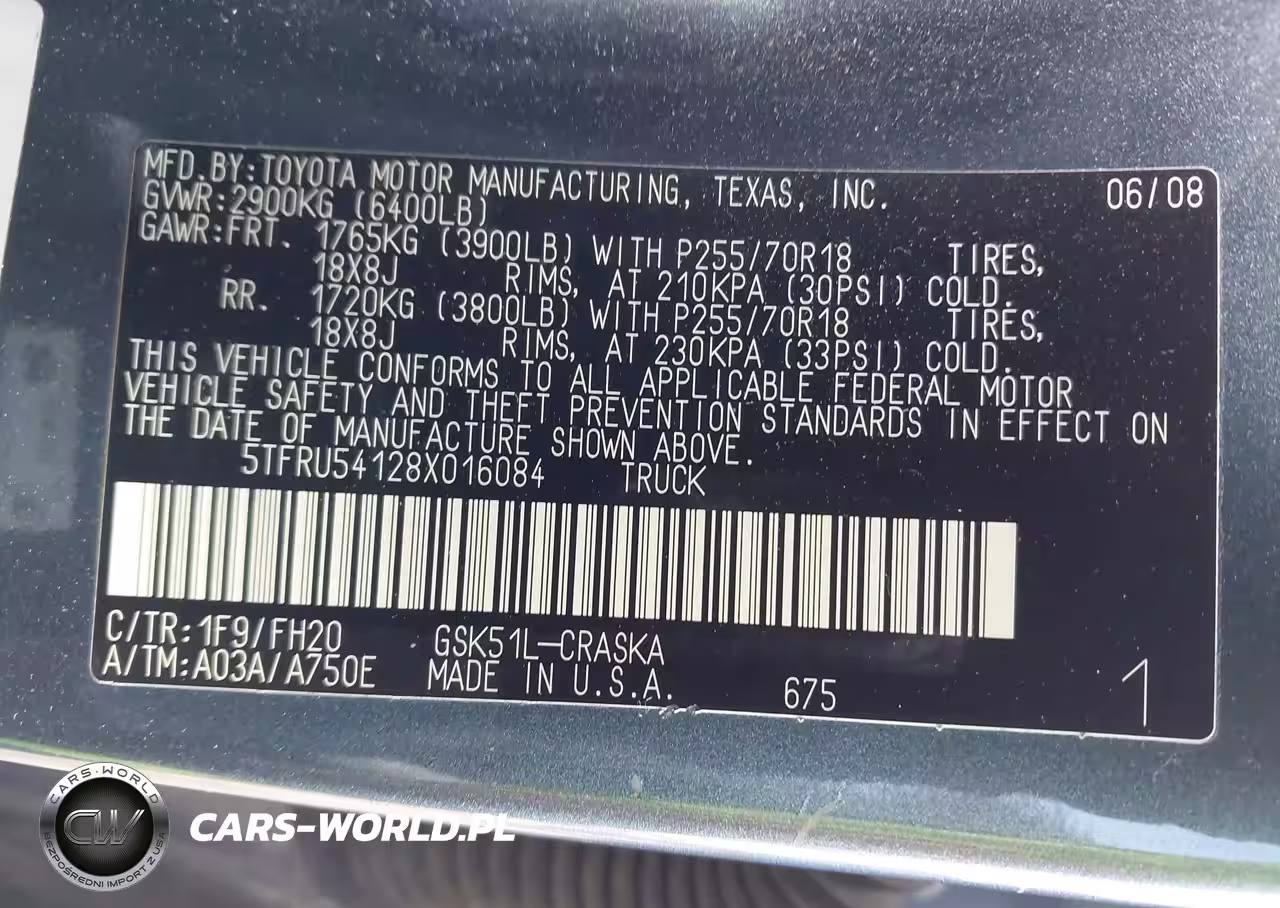 MFD.BY:TOYOTA MOTOR MANUFACTURING, TEXAS, INC. 06/08
GVWR:2900KG (6400LB)
GAWR:FRT. 1765KG (3900LB) WITH P255/70R18 TIRES,
18X8J RIMS, AT 210KPA (30PSI) COLD.
RR. 1720KG (3800LB) WITH P255/70R18 TIRES,
18X8J RIMS, AT 230KPA (33PSI) COLD.
THIS VEHICLE CONFORMS TO ALL APPLICABLE FEDERAL MOTOR
VEHICLE SAFETY AND THEFT PREVENTION STANDARDS IN EFFECT ON
THE DATE OF MANUFACTURE SHOWN ABOVE.
5TFRU54128X016084 TRUCK
C/TR:1F9/FH20 GSK51L-CRASKA
A/TM:A03A/A750E MADE IN U.S.A. 675 1
CARS-WORLD
CW
BEZPOŚREDNI IMPORT Z USA
CARS-WORLD.PL